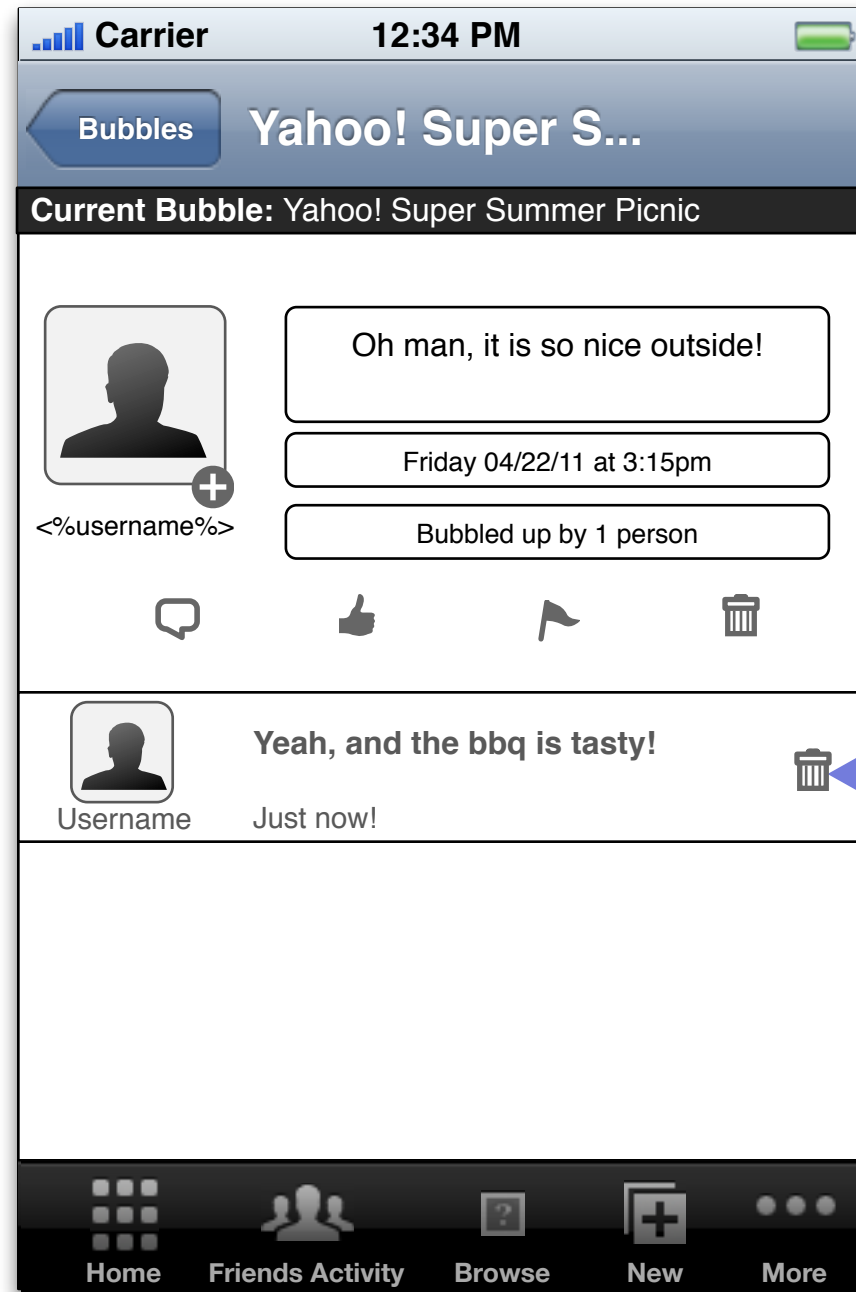 Carrier 12:34 PM
Bubbles Yahoo! Super S...
Current Bubble: Yahoo! Super Summer Picnic
Oh man, it is so nice outside!
Friday 04/22/11 at 3:15pm
<%username%>
Bubbled up by 1 person
Yeah, and the bbq is tasty!
Username Just now!
?
Home Friends Activity Browse New More